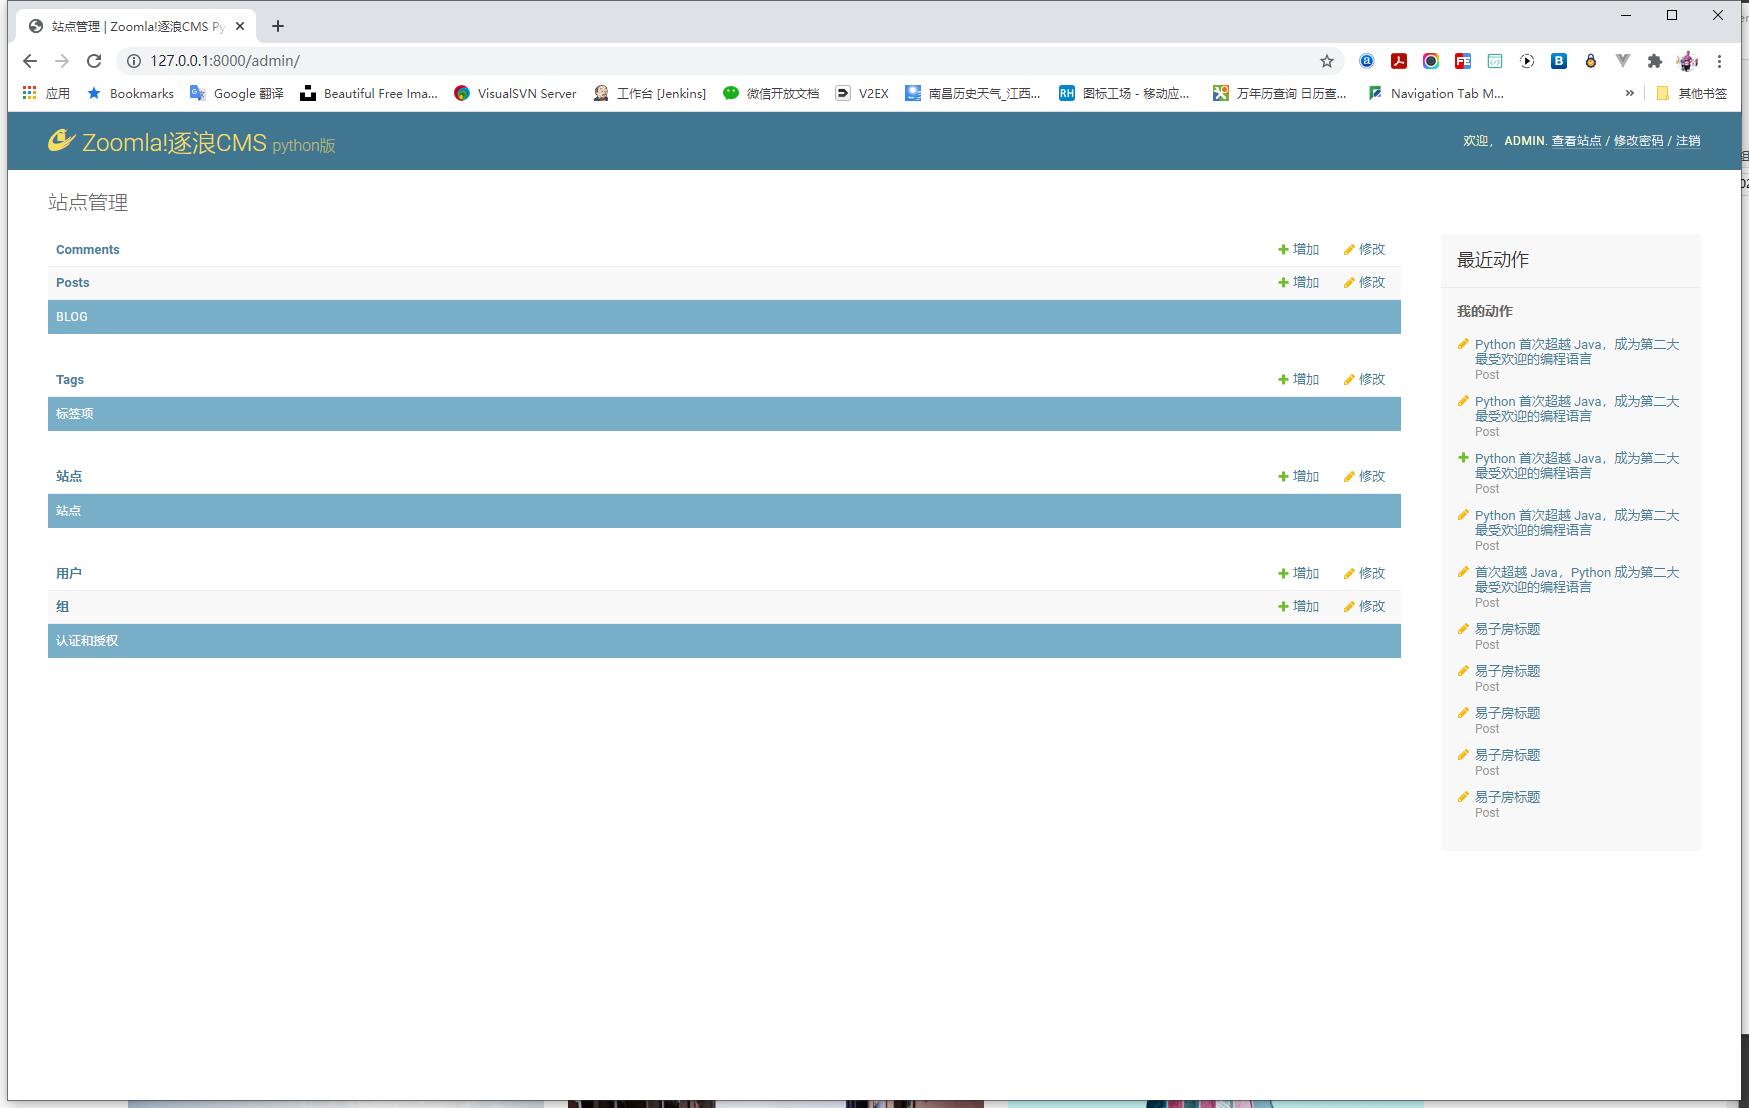 站点管理 | Zoomla!逐浪CMS Py
127.0.0.1:8000/admin/
应用
Bookmarks
Google 翻译
Beautiful Free Ima...
VisualSVN Server
工作台 [Jenkins]
微信开放文档
V2EX
南昌历史天气_江西...
图标工场 - 移动应...
万年历查询 日历查...
Navigation Tab M...
»
其他书签
Zoomla!逐浪CMS python版
欢迎， ADMIN. 查看站点 / 修改密码 / 注销
站点管理
Comments 增加 修改
Posts 增加 修改
BLOG
Tags 增加 修改
标签项
站点 增加 修改
站点
用户 增加 修改
组 增加 修改
认证和授权
最近动作
我的动作
Python 首次超越 Java，成为第二大
最受欢迎的编程语言
Post
Python 首次超越 Java，成为第二大
最受欢迎的编程语言
Post
Python 首次超越 Java，成为第二大
最受欢迎的编程语言
Post
Python 首次超越 Java，成为第二大
最受欢迎的编程语言
Post
首次超越 Java，Python 成为第二大
最受欢迎的编程语言
Post
易子房标题
Post
易子房标题
Post
易子房标题
Post
易子房标题
Post
易子房标题
Post